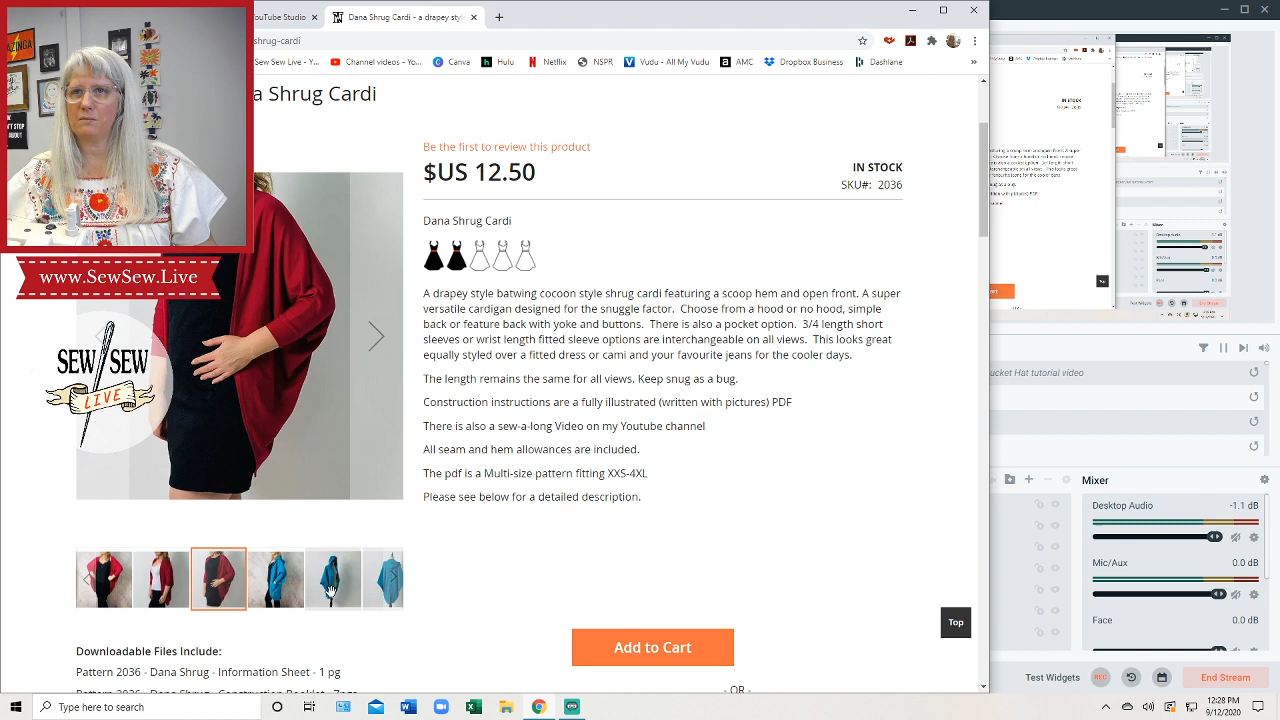 YouTube Studio
Dana Shrug Cardi - a drapey styl
shrug-cardi
Sew Sew Live
Channel Videos - You...
NSPR
Vudu - All My Vudu
AMC
Dropbox Business
Dashlane
a Shrug Cardi
Be the first to review this product
$US 12.50
IN STOCK
SKU#: 2036
Dana Shrug Cardi
A drapey style batwing cocoon style shrug cardi featuring a scoop hem and open front. A super
versatile cardigan designed for the snuggle factor. Choose from a hood or no hood, simple
back or feature back with yoke and buttons. There is also a pocket option. 3/4 length short
sleeves or wrist length fitted sleeve options are interchangeable on all views. This looks great
equally styled over a fitted dress or cami and your favourite jeans for the cooler days.
The length remains the same for all views. Keep snug as a bug.
Construction instructions are a fully illustrated (written with pictures) PDF
There is also a sew-a-long Video on my Youtube channel
All seam and hem allowances are included.
The pdf is a Multi-size pattern fitting XXS-4XL
Please see below for a detailed description.
www.SewSew.Live
SEW SEW
LIVE
Downloadable Files Include:
Pattern 2036 - Dana Shrug - Information Sheet - 1 pg
Add to Cart
- OR -
Top
ucket Hat tutorial video
Mixer
Desktop Audio -1.1 dB
Mic/Aux 0.0 dB
Face 0.0 dB
Test Widgets REC End Stream
Type here to search
12:28 PM
9/12/2020